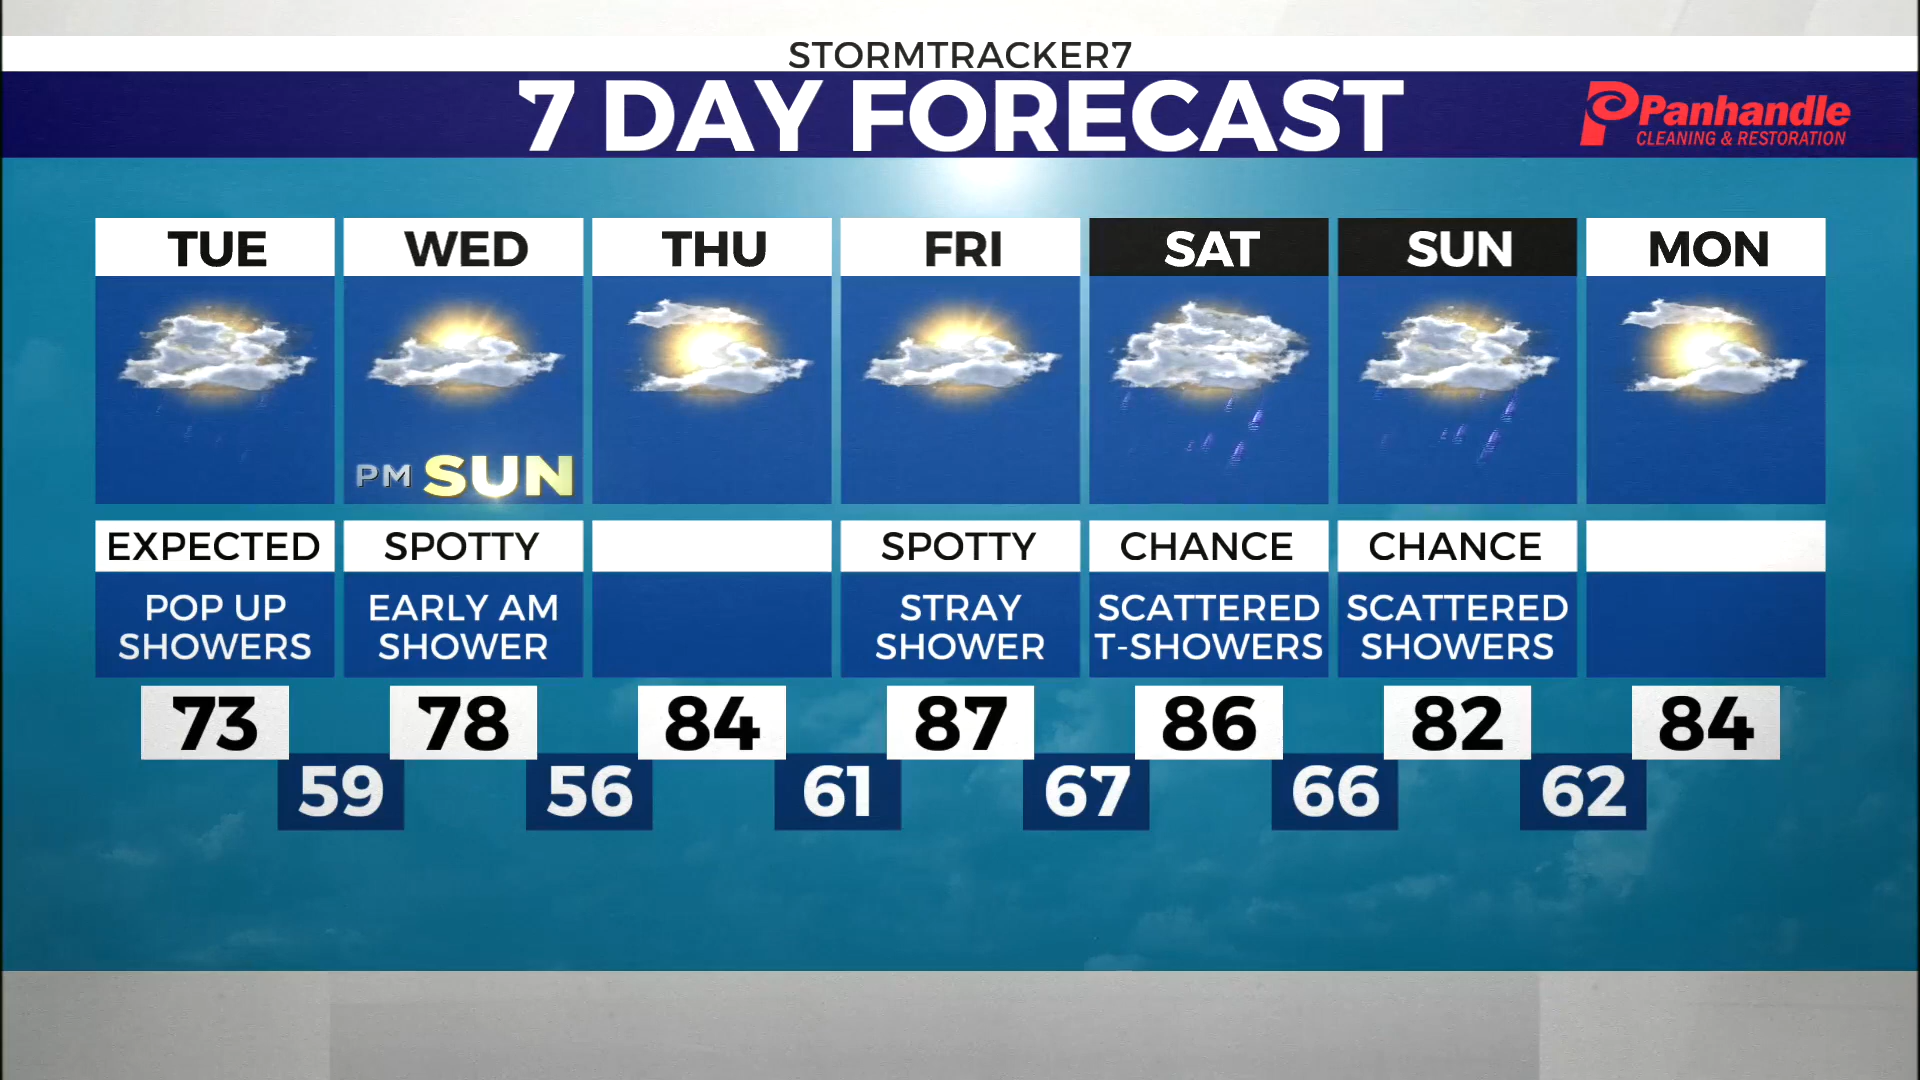 STORMTRACKER7
7 DAY FORECAST
Panhandle
CLEANING & RESTORATION
TUE
WED
THU
FRI
SAT
SUN
MON
PM SUN
EXPECTED
SPOTTY
SPOTTY
CHANCE
CHANCE
POP UP
SHOWERS
EARLY AM
SHOWER
STRAY
SHOWER
SCATTERED
T-SHOWERS
SCATTERED
SHOWERS
73
78
84
87
86
82
84
59
56
61
67
66
62